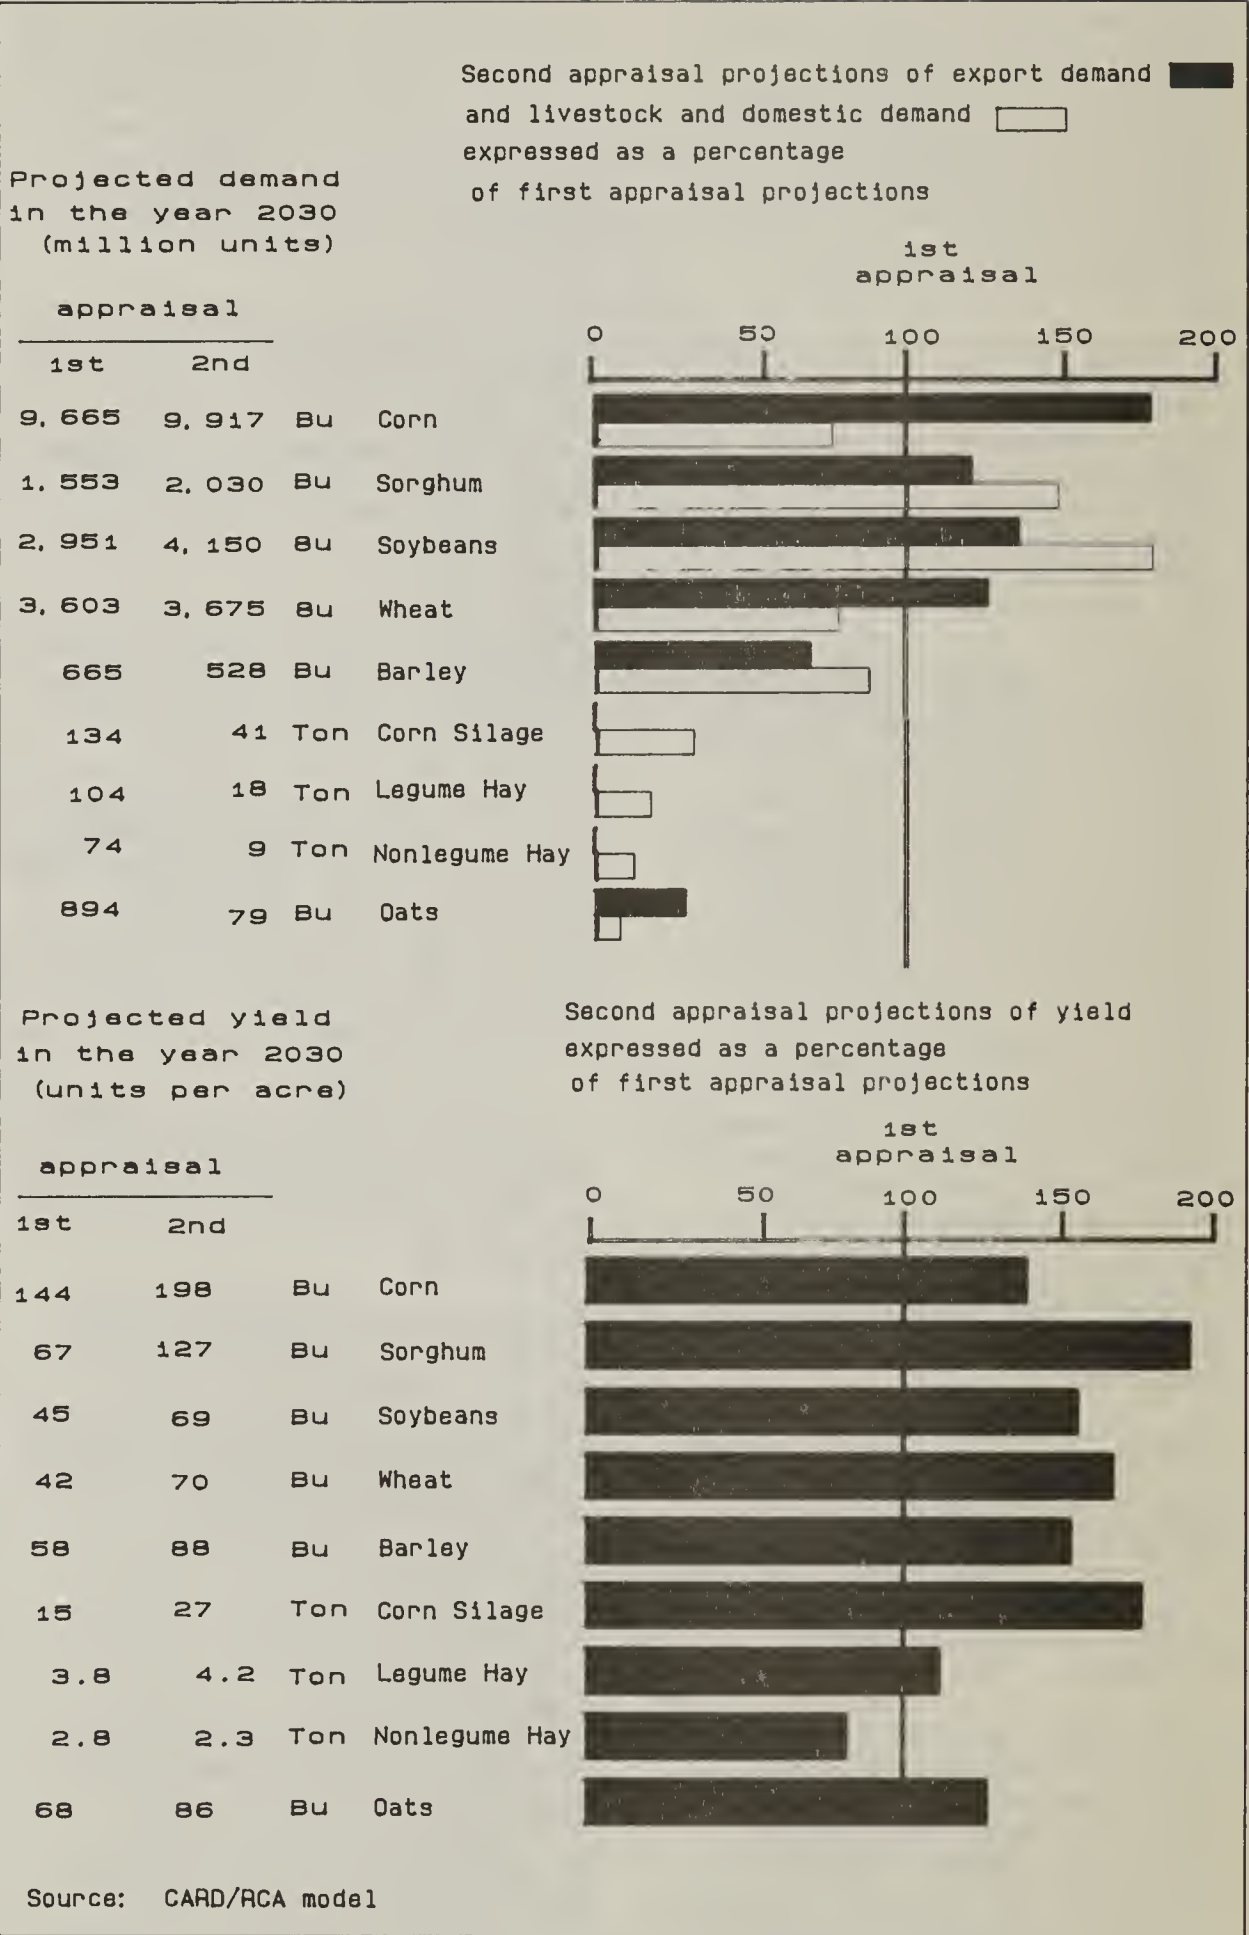 Second appraisal projections of export demand
and livestock and domestic demand
expressed as a percentage
of first appraisal projections
Projected demand
in the year 2030
(million units)
1st
appraisal
appraisal
0 50 100 150 200
1st 2nd
9,665 9,917 Bu Corn
1,553 2,030 Bu Sorghum
2,951 4,150 Bu Soybeans
3,603 3,675 Bu Wheat
665 528 Bu Barley
134 41 Ton Corn Silage
104 18 Ton Legume Hay
74 9 Ton Nonlegume Hay
894 79 Bu Oats
Projected yield
in the year 2030
(units per acre)
Second appraisal projections of yield
expressed as a percentage
of first appraisal projections
1st
appraisal
appraisal
0 50 100 150 200
1st 2nd
144 198 Bu Corn
67 127 Bu Sorghum
45 69 Bu Soybeans
42 70 Bu Wheat
58 88 Bu Barley
15 27 Ton Corn Silage
3.8 4.2 Ton Legume Hay
2.8 2.3 Ton Nonlegume Hay
68 86 Bu Oats
Source: CARD/RCA model